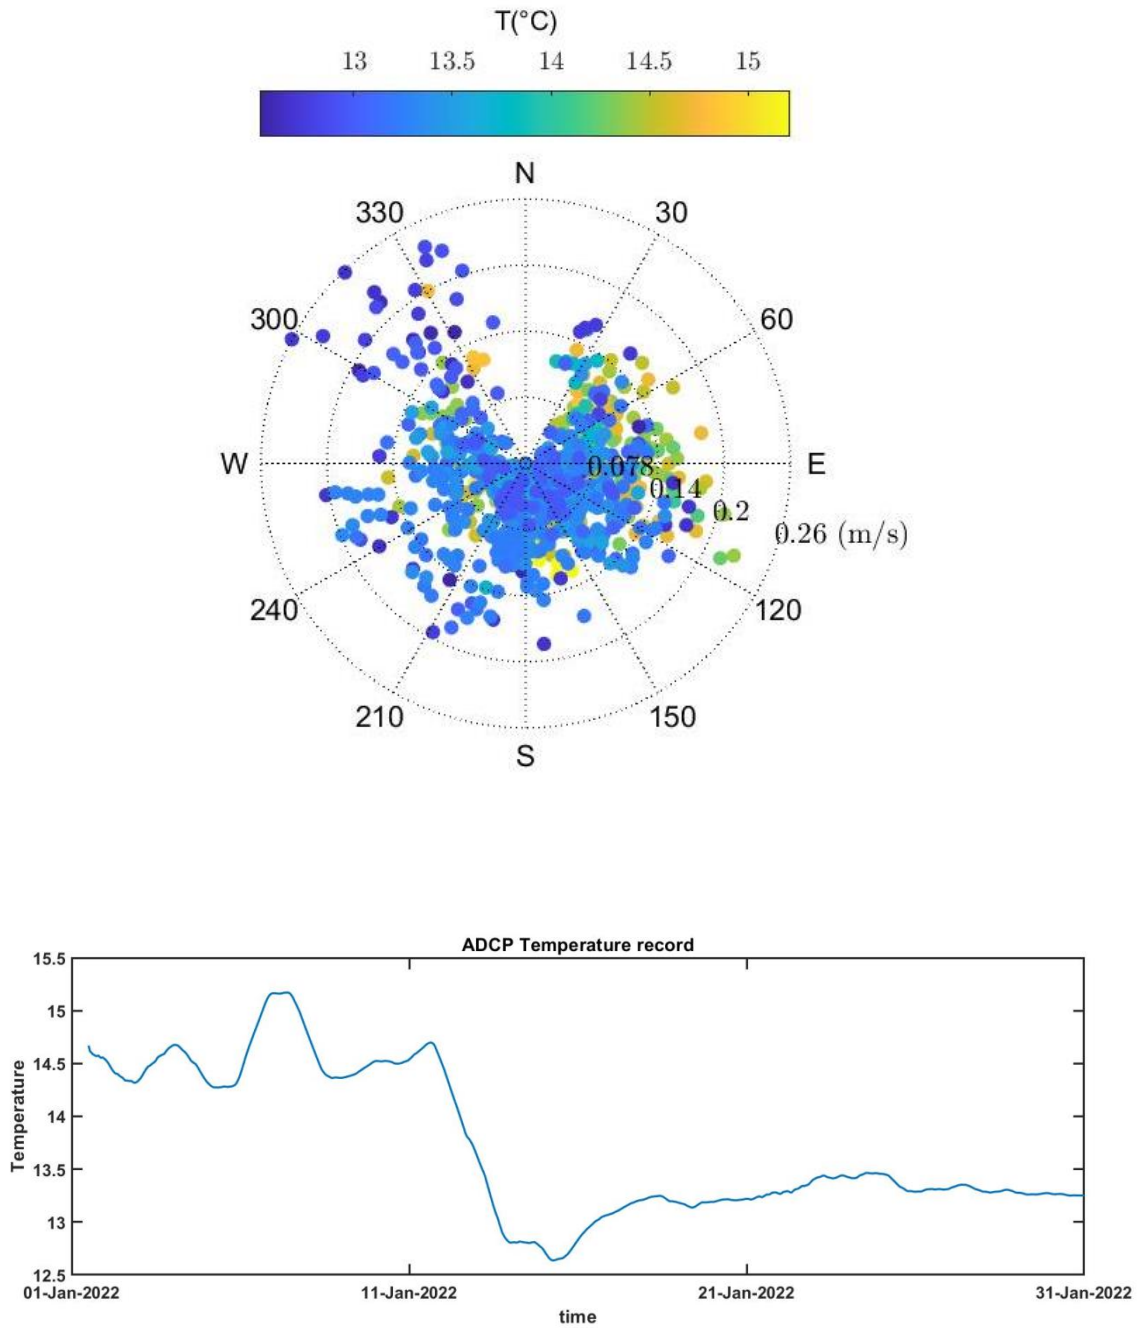 T(°C)
13 13.5 14 14.5 15
N
330 30
300 60
W E
0.078
0.14
0.2
0.26 (m/s)
240 120
210 150
S
ADCP Temperature record
15.5
15
14.5
14
13.5
13
12.5
Temperature
01-Jan-2022 11-Jan-2022 21-Jan-2022 31-Jan-2022
time